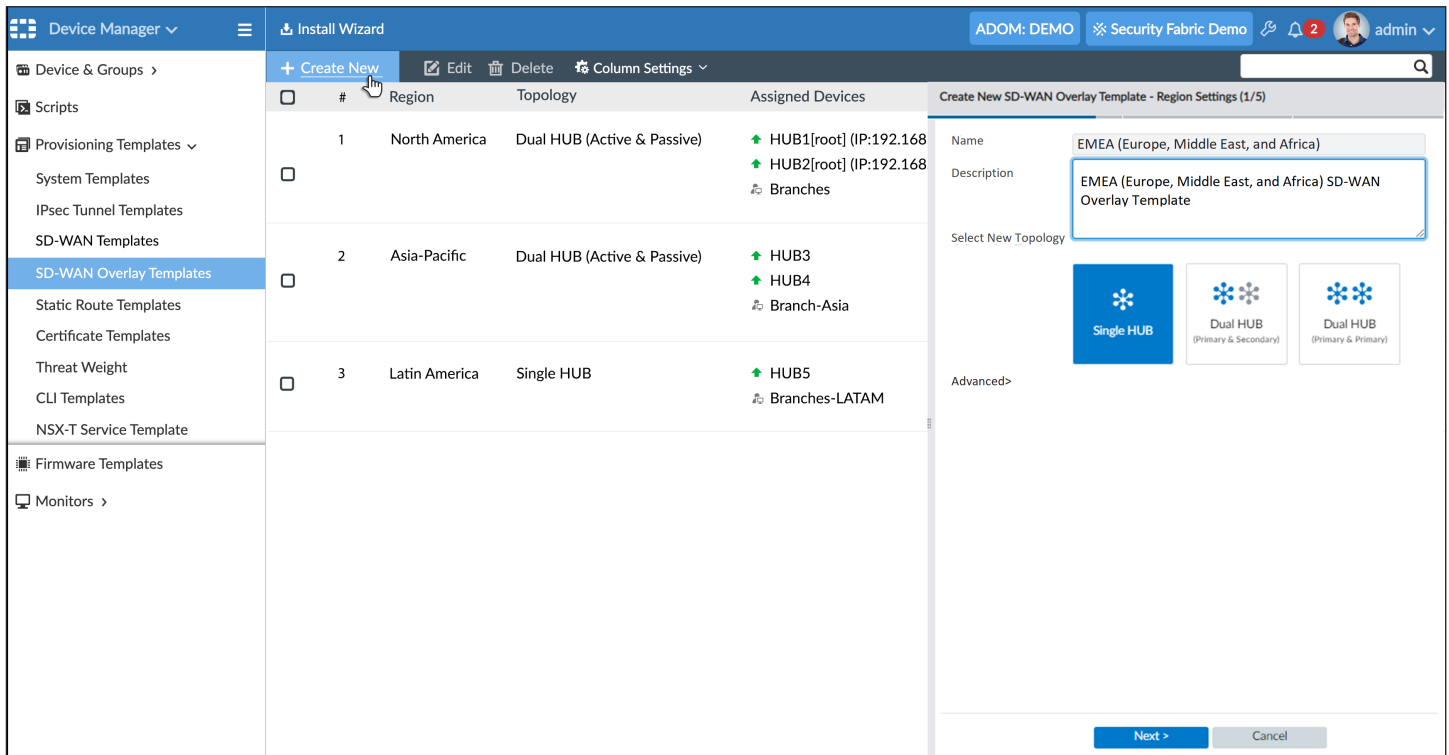 Device Manager
Install Wizard
ADOM: DEMO
Security Fabric Demo
2
admin
Device & Groups >
Scripts
Provisioning Templates
System Templates
IPsec Tunnel Templates
SD-WAN Templates
SD-WAN Overlay Templates
Static Route Templates
Certificate Templates
Threat Weight
CLI Templates
NSX-T Service Template
Firmware Templates
Monitors >
+ Create New
Edit
Delete
Column Settings
# Region Topology Assigned Devices
1 North America Dual HUB (Active & Passive) HUB1[root] (IP:192.168
HUB2[root] (IP:192.168
Branches
2 Asia-Pacific Dual HUB (Active & Passive) HUB3
HUB4
Branch-Asia
3 Latin America Single HUB HUB5
Branches-LATAM
Create New SD-WAN Overlay Template - Region Settings (1/5)
Name EMEA (Europe, Middle East, and Africa)
Description EMEA (Europe, Middle East, and Africa) SD-WAN
Overlay Template
Select New Topology
Single HUB
Dual HUB
(Primary & Secondary)
Dual HUB
(Primary & Primary)
Advanced>
Next >
Cancel